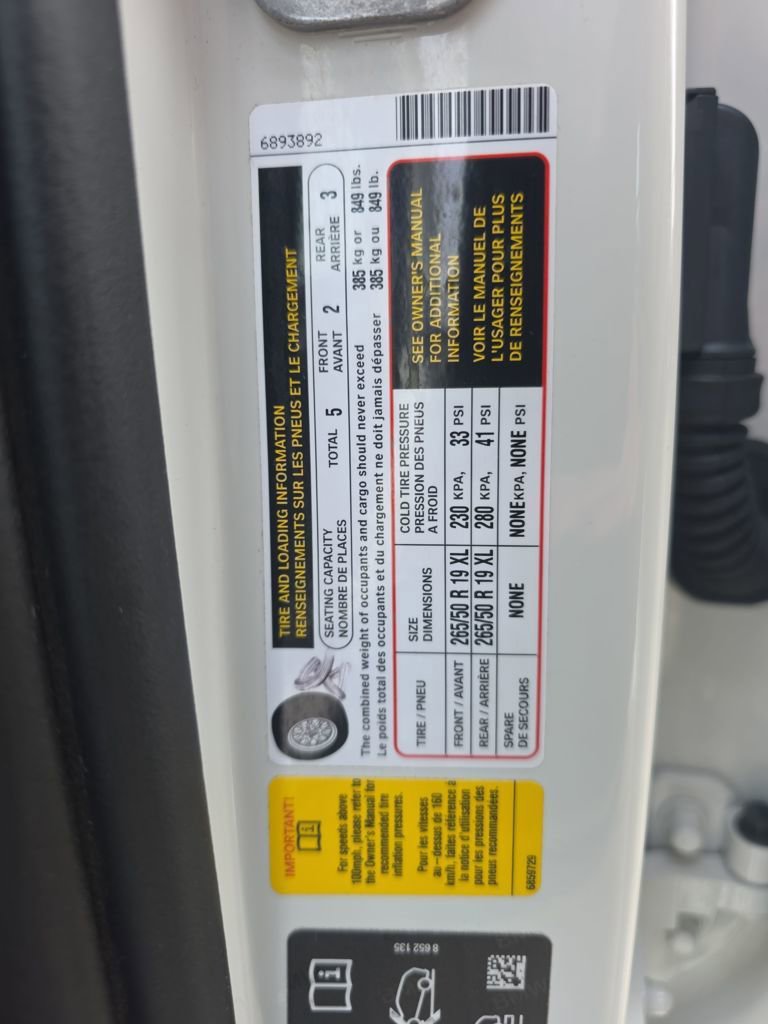 6893892
TIRE AND LOADING INFORMATION
RENSEIGNEMENTS SUR LES PNEUS ET LE CHARGEMENT
SEATING CAPACITY TOTAL 5 FRONT 2 REAR 3
NOMBRE DE PLACES AVANT ARRIÈRE
The combined weight of occupants and cargo should never exceed 385 kg or 849 lbs.
Le poids total des occupants et du chargement ne doit jamais dépasser 385 kg ou 849 lb.
TIRE / PNEU
SIZE
DIMENSIONS
COLD TIRE PRESSURE
PRESSION DES PNEUS
A FROID
FRONT / AVANT 265/50 R 19 XL 230 KPA, 33 PSI
REAR / ARRIÈRE 265/50 R 19 XL 280 KPA, 41 PSI
SPARE
DE SECOURS
NONE NONE KPA, NONE PSI
SEE OWNER'S MANUAL
FOR ADDITIONAL
INFORMATION
VOIR LE MANUEL DE
L'USAGER POUR PLUS
DE RENSEIGNEMENTS
IMPORTANT!
For speeds above
100mph, please refer to
the Owner's Manual for
recommended tire
inflation pressures.
Pour les vitesses
au-dessus de 160
km/h, faites référence à
la notice d'utilisation
pour les pressions des
pneus recommandées.
6859729
8 652 135